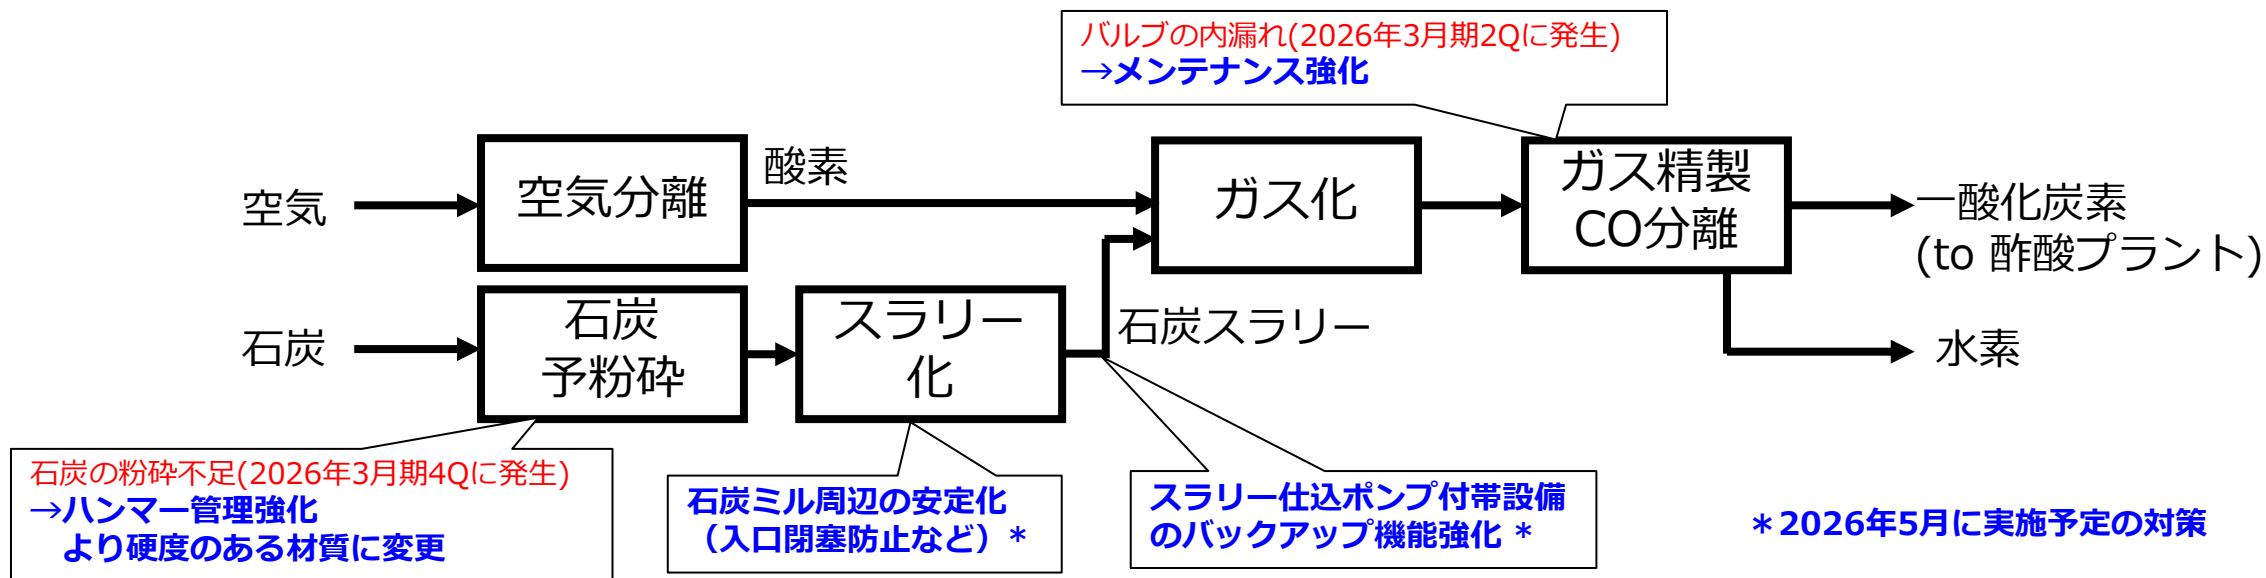 バルブの内漏れ(2026年3月期2Qに発生)
→メンテナンス強化
空気
空気分離
酸素
ガス化
ガス精製
CO分離
一酸化炭素
(to 酢酸プラント)
石炭
石炭
予粉砕
スラリー
化
石炭スラリー
水素
石炭の粉砕不足(2026年3月期4Qに発生)
→ハンマー管理強化
より硬度のある材質に変更
石炭ミル周辺の安定化
（入口閉塞防止など）*
スラリー仕込ポンプ付帯設備
のバックアップ機能強化 *
＊2026年5月に実施予定の対策